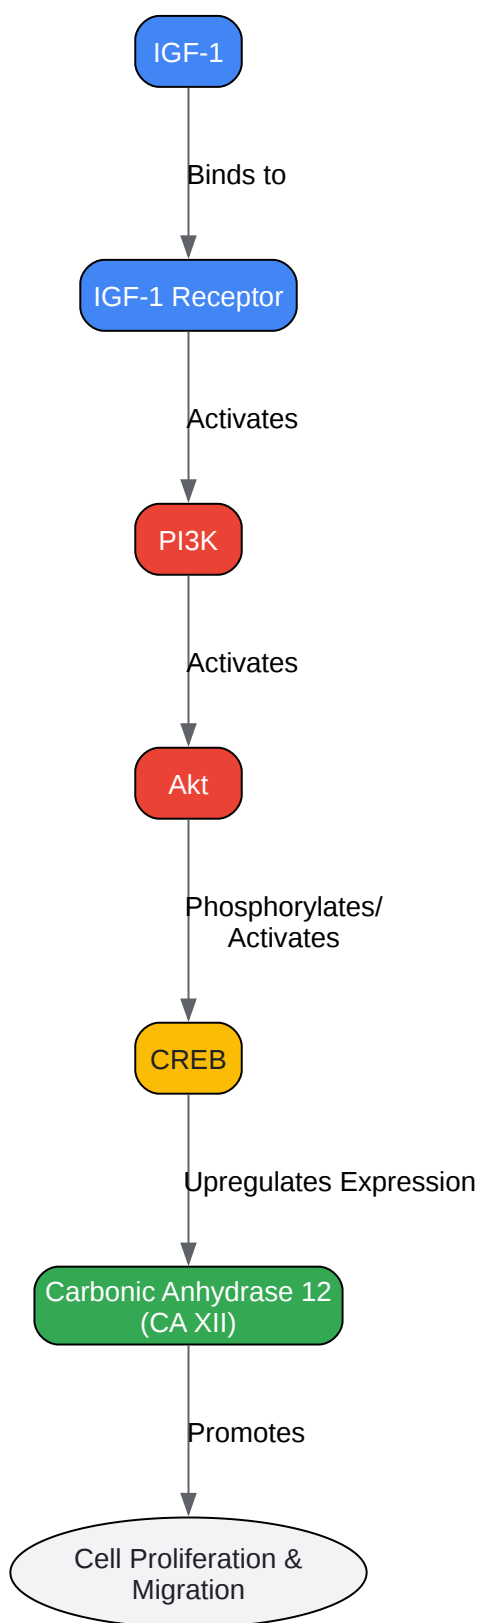 IGF-1
Binds to
IGF-1 Receptor
Activates
PI3K
Activates
Akt
Phosphorylates/
Activates
CREB
Upregulates Expression
Carbonic Anhydrase 12
(CA XII)
Promotes
Cell Proliferation &
Migration